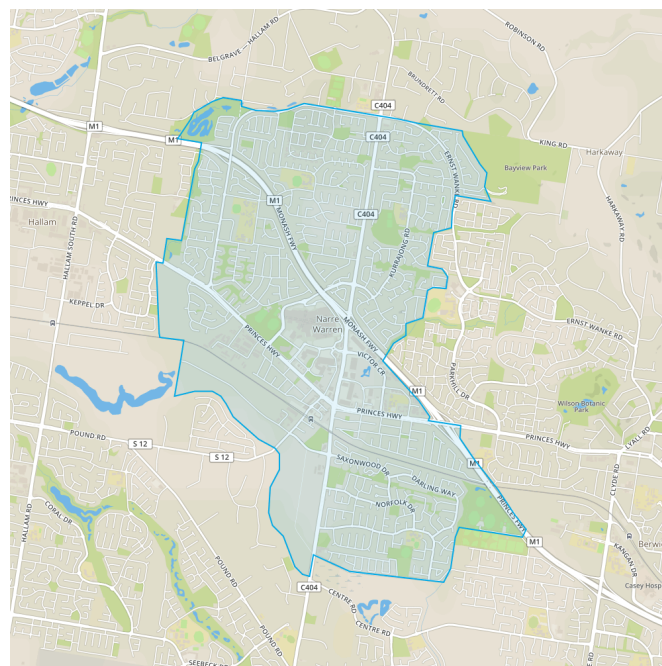 ROBINSON RD
BELGRAVE — HALLAM RD
BRUNDRETT RD
C404
M1
M1
C404
KING RD
Harkaway
ERNST WANKE RD
Bayview Park
PRINCES HWY
M1
MONASH FWY
C404
HARKAWAY RD
Hallam
HALLAM SOUTH RD
KURRAJONG RD
KEPPEL DR
Narre
Warren
MONASH FWY
ERNST WANKE RD
PRINCES HWY
VICTOR CR
PARKHILL DR
M1
Wilson Botanic
Park
PRINCES HWY
POUND RD
S 12
S 12
PRINCES HWY
LYALL RD
SAXONWOOD DR
M1
DARLING WAY
CLYDE RD
NORFOLK DR
PRINCES HWY
HALLAM RD
CORAL DR
M1
Berwi
KANGAN DR
POUND RD
C404
Casey Hosp
CENTRE RD
CENTRE RD
POUND RD
SEEBECK RD